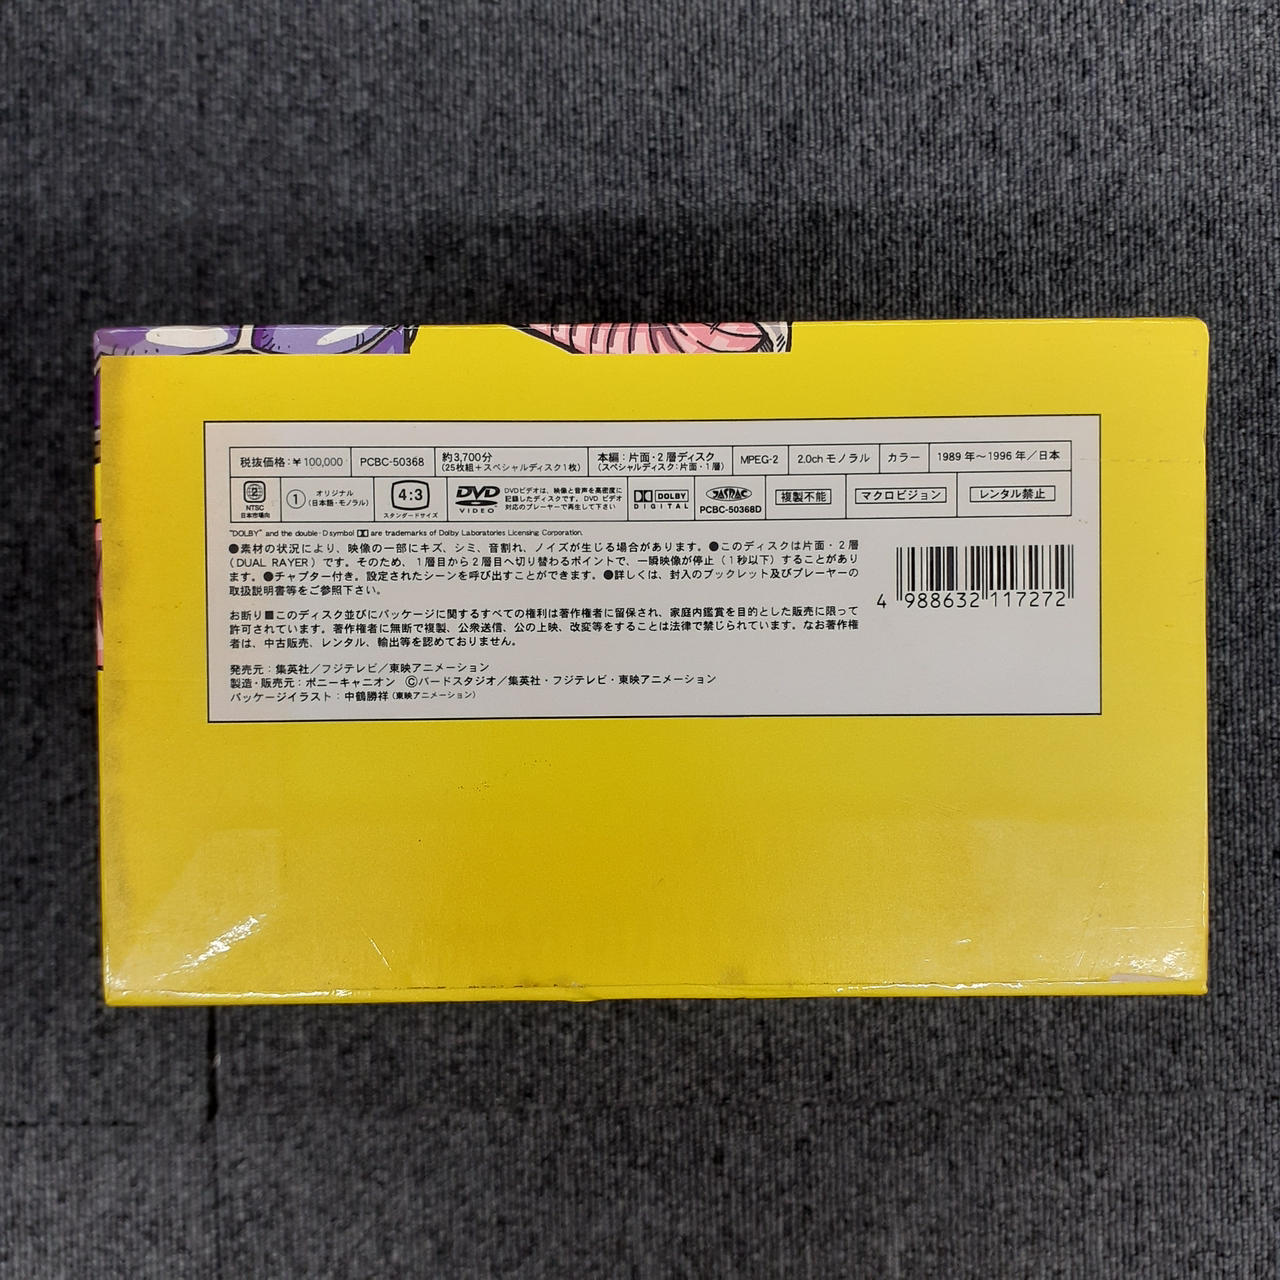 税抜価格：¥100,000
PCBC-50368
約3,700分
(25枚組＋スペシャルディスク1枚)
本編：片面・2層ディスク
(スペシャルディスク：片面・1層)
MPEG-2
2.0ch モノラル
カラー
1989年〜1996年／日本
2
NTSC
日本市場向
1
オリジナル
(日本語・モノラル)
4:3
スタンダードサイズ
DVD
VIDEO
DVDビデオは、映像と音声を高密度に
記録したディスクです。DVDビデオ
対応のプレーヤーで再生して下さい
DOLBY
DIGITAL
JASRAC
PCBC-50368D
複製不能
マクロビジョン
レンタル禁止
"DOLBY" and the double-D symbol are trademarks of Dolby Laboratories Licensing Corporation.
●素材の状況により、映像の一部にキズ、シミ、音割れ、ノイズが生じる場合があります。●このディスクは片面・2層
(DUAL RAYER)です。そのため、1層目から2層目へ切り替わるポイントで、一瞬映像が停止(1秒以下)することがあり
ます。●チャプター付き。設定されたシーンを呼び出すことができます。●詳しくは、封入のブックレット及びプレーヤーの
取扱説明書等をご参照下さい。
お断り■このディスク並びにパッケージに関するすべての権利は著作権者に留保され、家庭内鑑賞を目的とした販売に限って
許可されています。著作権者に無断で複製、公衆送信、公の上映、改変等をすることは法律で禁じられています。なお著作権
者は、中古販売、レンタル、輸出等を認めておりません。
発売元：集英社／フジテレビ／東映アニメーション
製造・販売元：ポニーキャニオン ©バードスタジオ／集英社・フジテレビ・東映アニメーション
パッケージイラスト：中鶴勝祥(東映アニメーション)
4 988632 117272